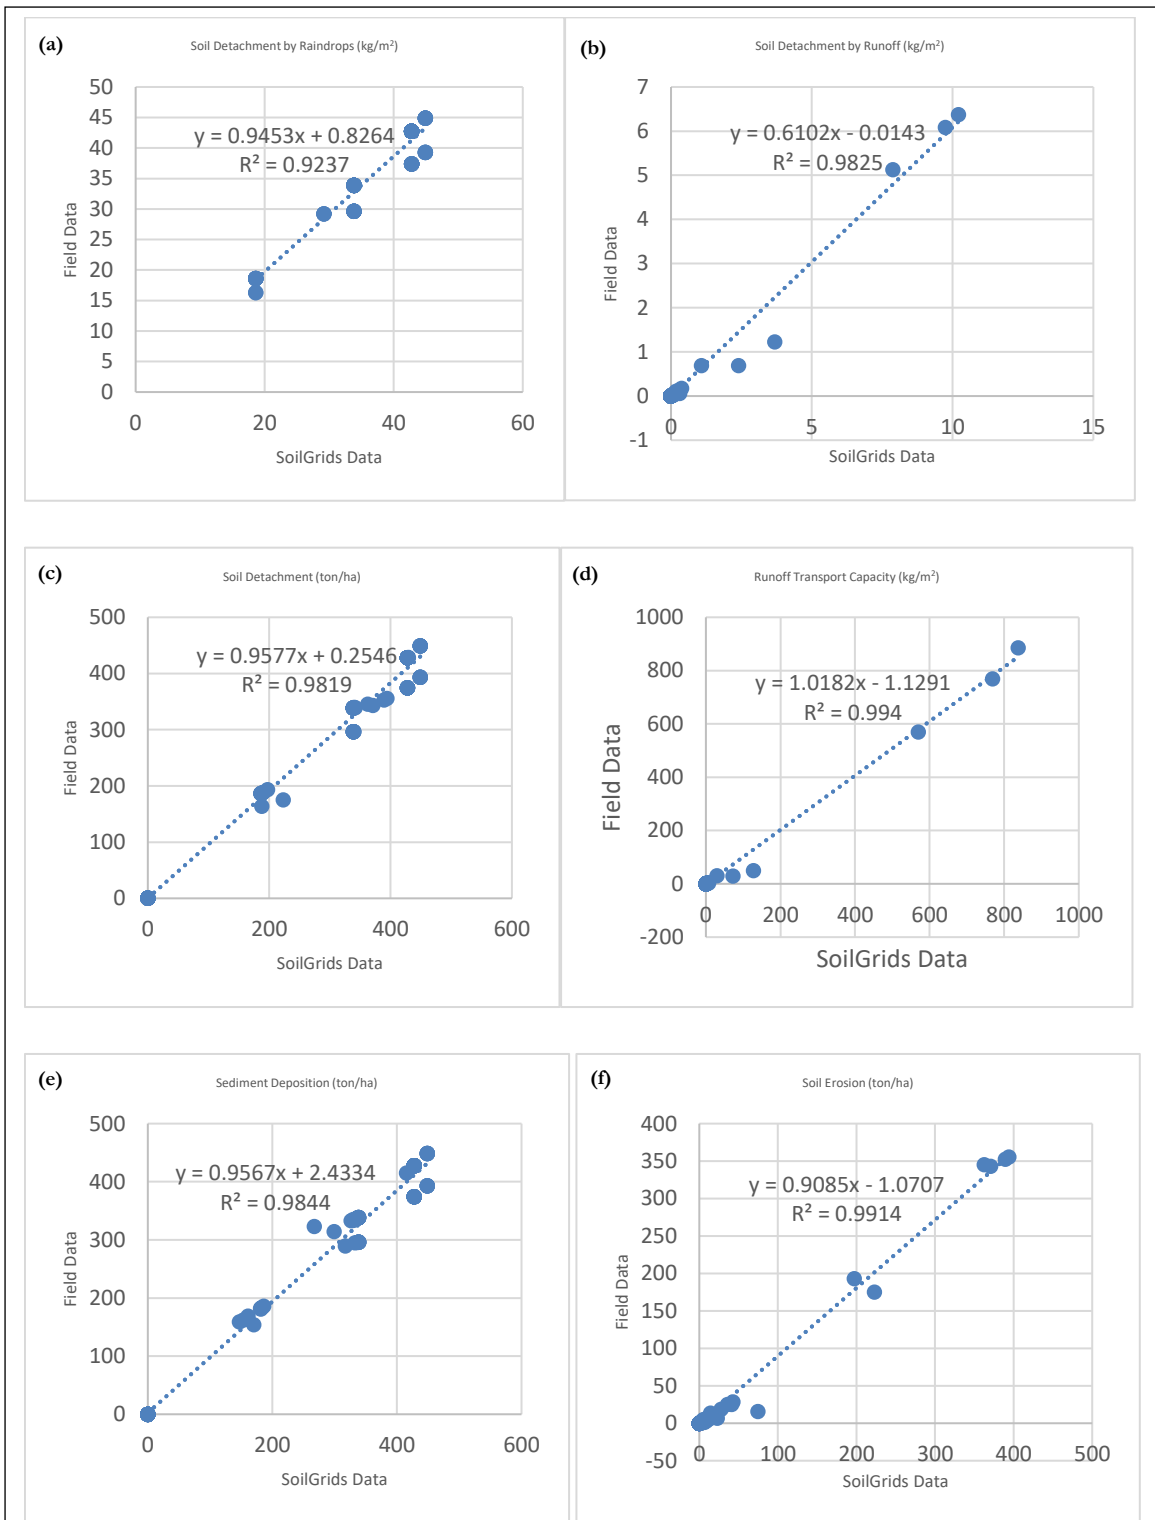 (a)
Soil Detachment by Raindrops (kg/m²)
50
45
40
35
30
25
20
15
10
5
0
y = 0.9453x + 0.8264
R² = 0.9237
Field Data
0 20 40 60
SoilGrids Data
(b)
Soil Detachment by Runoff (kg/m²)
7
6
5
4
3
2
1
0
-1
y = 0.6102x - 0.0143
R² = 0.9825
Field Data
0 5 10 15
SoilGrids Data
(c)
Soil Detachment (ton/ha)
500
400
300
200
100
0
y = 0.9577x + 0.2546
R² = 0.9819
Field Data
0 200 400 600
SoilGrids Data
(d)
Runoff Transport Capacity (kg/m²)
1000
800
600
400
200
0
-200
y = 1.0182x - 1.1291
R² = 0.994
Field Data
0 200 400 600 800 1000
SoilGrids Data
(e)
Sediment Deposition (ton/ha)
500
400
300
200
100
0
y = 0.9567x + 2.4334
R² = 0.9844
Field Data
0 200 400 600
SoilGrids Data
(f)
Soil Erosion (ton/ha)
400
350
300
250
200
150
100
50
0
-50
y = 0.9085x - 1.0707
R² = 0.9914
Field Data
0 100 200 300 400 500
SoilGrids Data